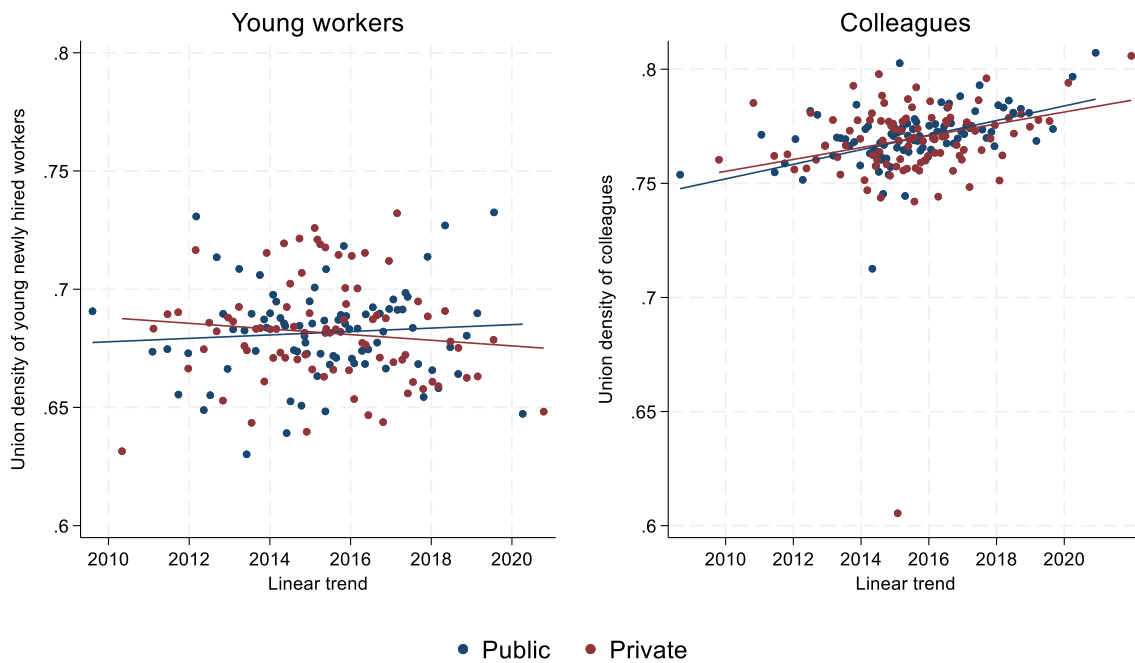 Young workers
Union density of young newly hired workers
.8
.75
.7
.65
.6
2010 2012 2014 2016 2018 2020
Linear trend
Colleagues
Union density of colleagues
.8
.75
.7
.65
.6
2010 2012 2014 2016 2018 2020
Linear trend
Public Private